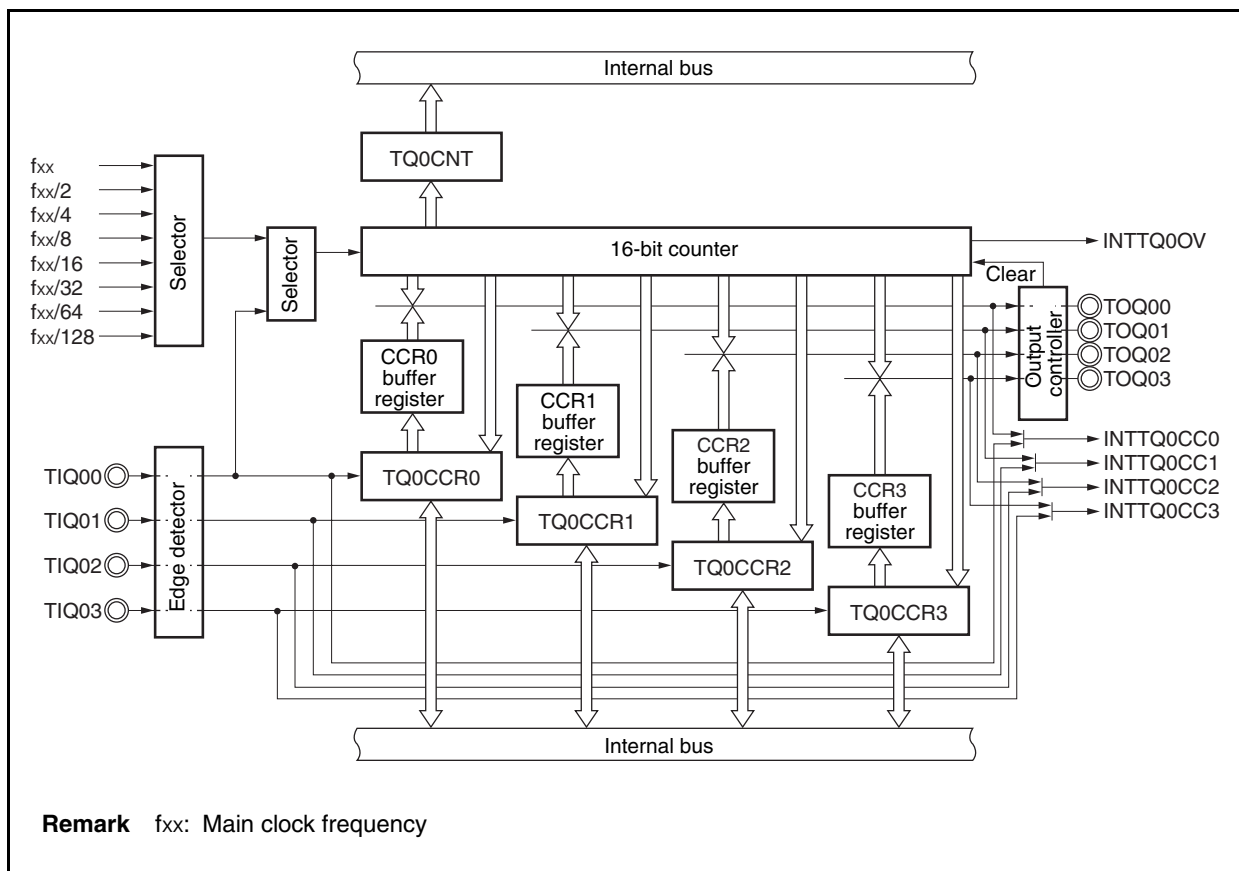 Internal bus
TQ0CNT
fxx
fxx/2
fxx/4
fxx/8
fxx/16
fxx/32
fxx/64
fxx/128
Selector
Selector
16-bit counter
INTTQ0OV
Clear
Output
controller
TOQ00
TOQ01
TOQ02
TOQ03
CCR0
buffer
register
CCR1
buffer
register
CCR2
buffer
register
CCR3
buffer
register
INTTQ0CC0
INTTQ0CC1
INTTQ0CC2
INTTQ0CC3
TIQ00
TIQ01
TIQ02
TIQ03
Edge detector
TQ0CCR0
TQ0CCR1
TQ0CCR2
TQ0CCR3
Internal bus
Remark fxx: Main clock frequency